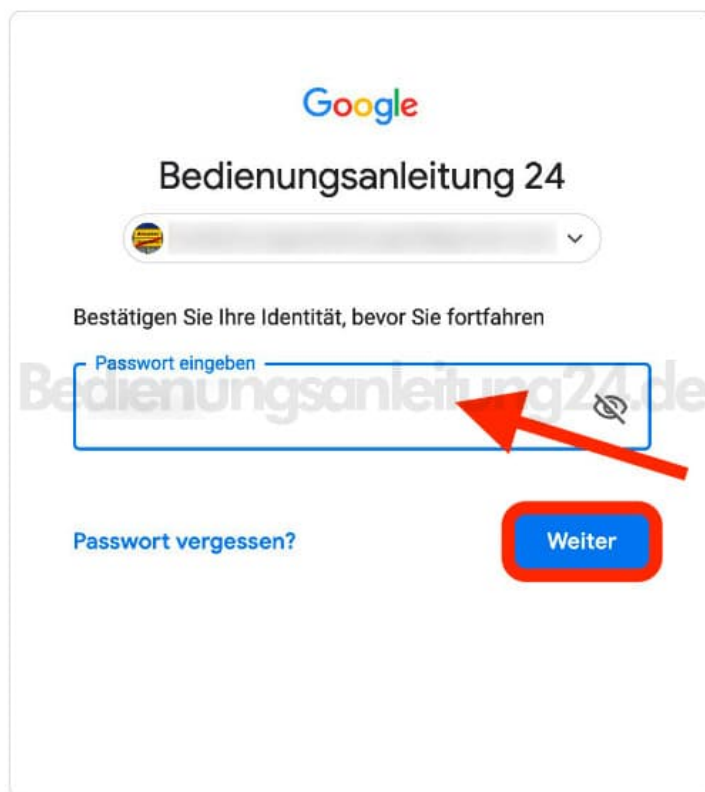 Google
Bedienungsanleitung 24
Bestätigen Sie Ihre Identität, bevor Sie fortfahren
Passwort eingeben
Bedienungsanleitung24.de
Passwort vergessen?
Weiter